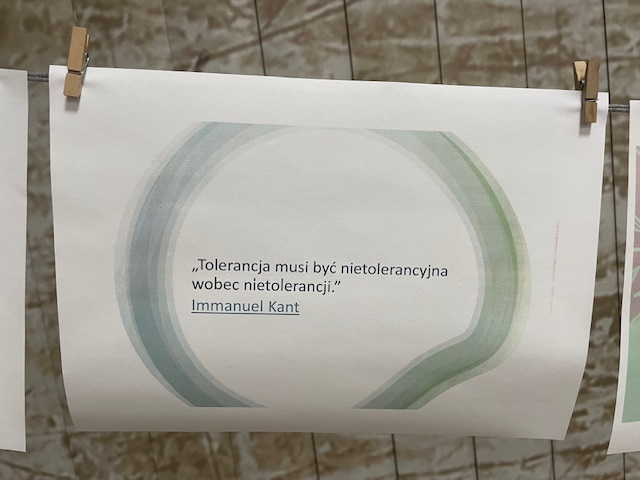 „Tolerancja musi być nietolerancyjna
wobec nietolerancji.”
Immanuel Kant